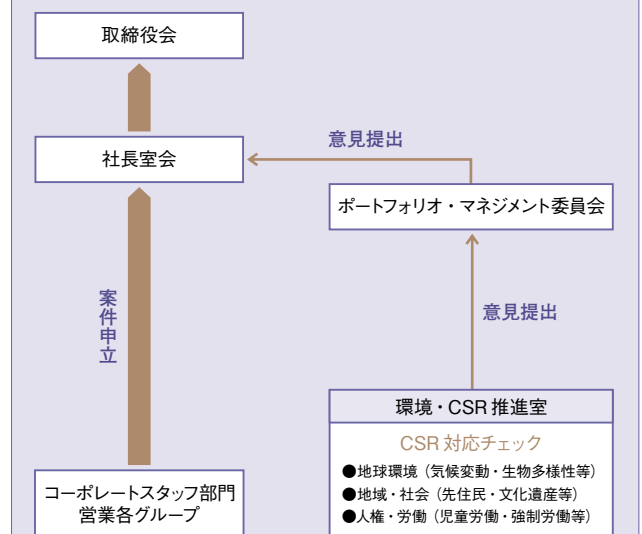 取締役会
社長室会
意見提出
ポートフォリオ・マネジメント委員会
案件申立
意見提出
環境・CSR推進室
CSR対応チェック
●地球環境（気候変動・生物多様性等）
●地域・社会（先住民・文化遺産等）
●人権・労働（児童労働・強制労働等）
コーポレートスタッフ部門
営業各グループ